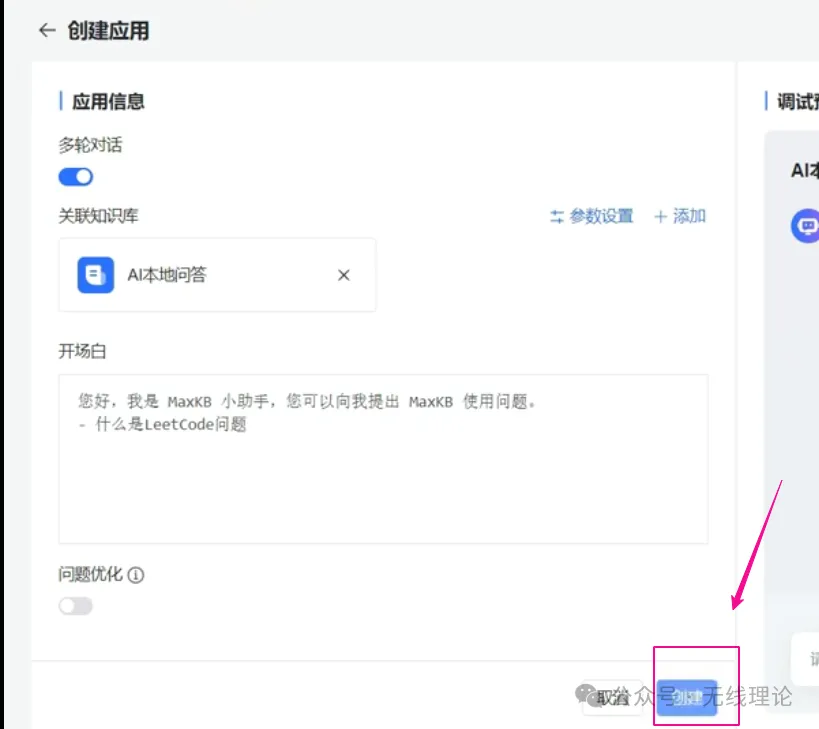 创建应用
应用信息
多轮对话
关联知识库
参数设置
添加
AI本地问答
开场白
您好，我是 MaxKB 小助手，您可以向我提出 MaxKB 使用问题。
- 什么是LeetCode问题
问题优化
取消
创建
公众号 · 无线理论
调试预
AI本
调